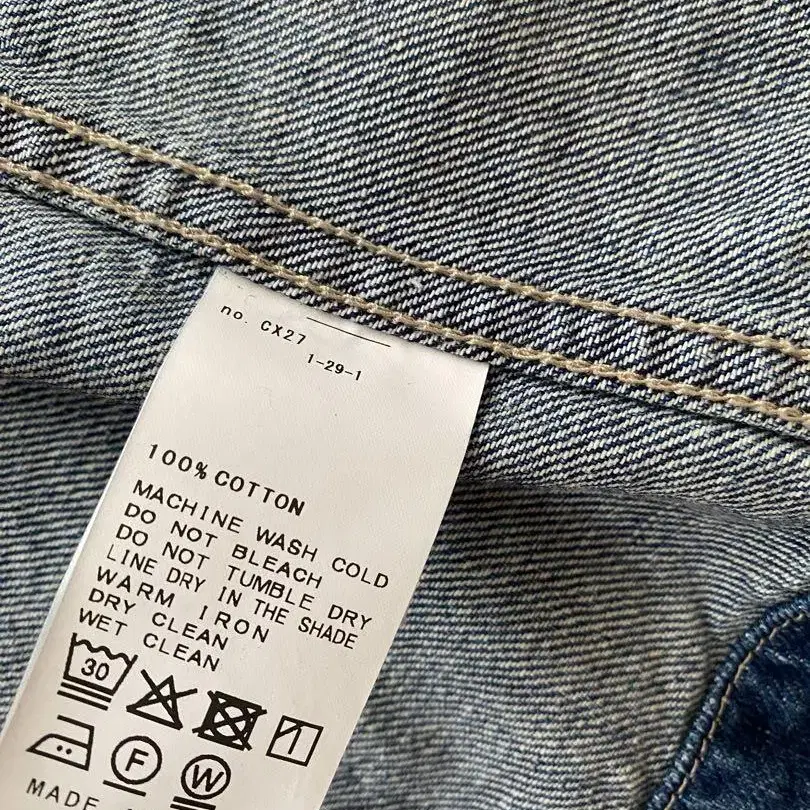 no. CX27
1-29-1
100% COTTON
MACHINE WASH COLD
DO NOT BLEACH
DO NOT TUMBLE DRY
LINE DRY IN THE SHADE
WARM IRON
DRY CLEAN
WET CLEAN
30
F W
MADE